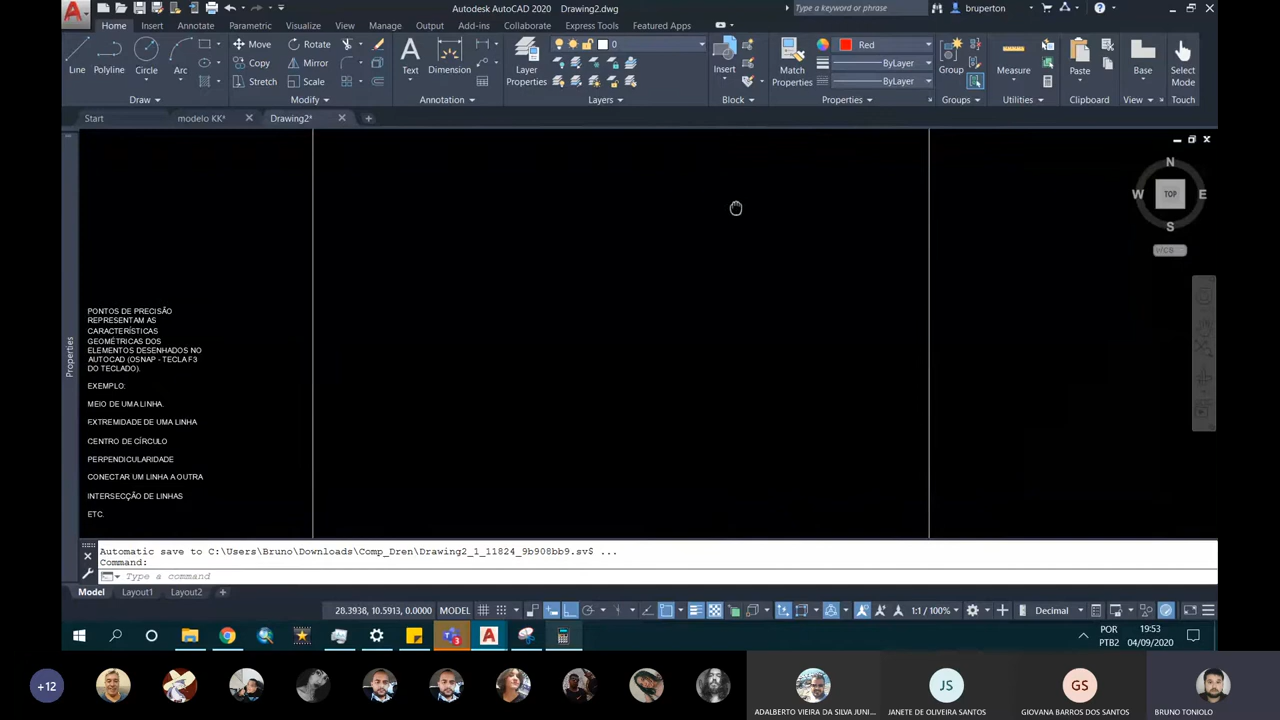 Autodesk AutoCAD 2020 Drawing2.dwg
Type a keyword or phrase
bruperton
Home Insert Annotate Parametric Visualize View Manage Output Add-ins Collaborate Express Tools Featured Apps
Line Polyline Circle Arc
Move Rotate
Copy Mirror
Stretch Scale
Text Dimension
Layer
Properties
0
Insert
Match
Properties
Red
ByLayer
ByLayer
Group Measure Paste Base
Select
Mode
Draw Modify Annotation Layers Block Properties Groups Utilities Clipboard View Touch
Start modelo KK* Drawing2*
N
W TOP E
S
WCS
Properties
PONTOS DE PRECISÃO
REPRESENTAM AS
CARACTERÍSTICAS
GEOMÉTRICAS DOS
ELEMENTOS DESENHADOS NO
AUTOCAD (OSNAP - TECLA F3
DO TECLADO).
EXEMPLO:
MEIO DE UMA LINHA.
EXTREMIDADE DE UMA LINHA
CENTRO DE CÍRCULO
PERPENDICULARIDADE
CONECTAR UM LINHA A OUTRA
INTERSECÇÃO DE LINHAS
ETC.
Automatic save to C:\Users\Bruno\Downloads\Comp_Dren\Drawing2_1_11824_9b908bb9.sv$ ...
Command:
Type a command
Model Layout1 Layout2
28.3938, 10.5913, 0.0000 MODEL 1:1 / 100% Decimal
POR 19:53
PTB2 04/09/2020
+12
JS GS
ADALBERTO VIEIRA DA SILVA JUNI... JANETE DE OLIVEIRA SANTOS GIOVANA BARROS DOS SANTOS BRUNO TONIOLO